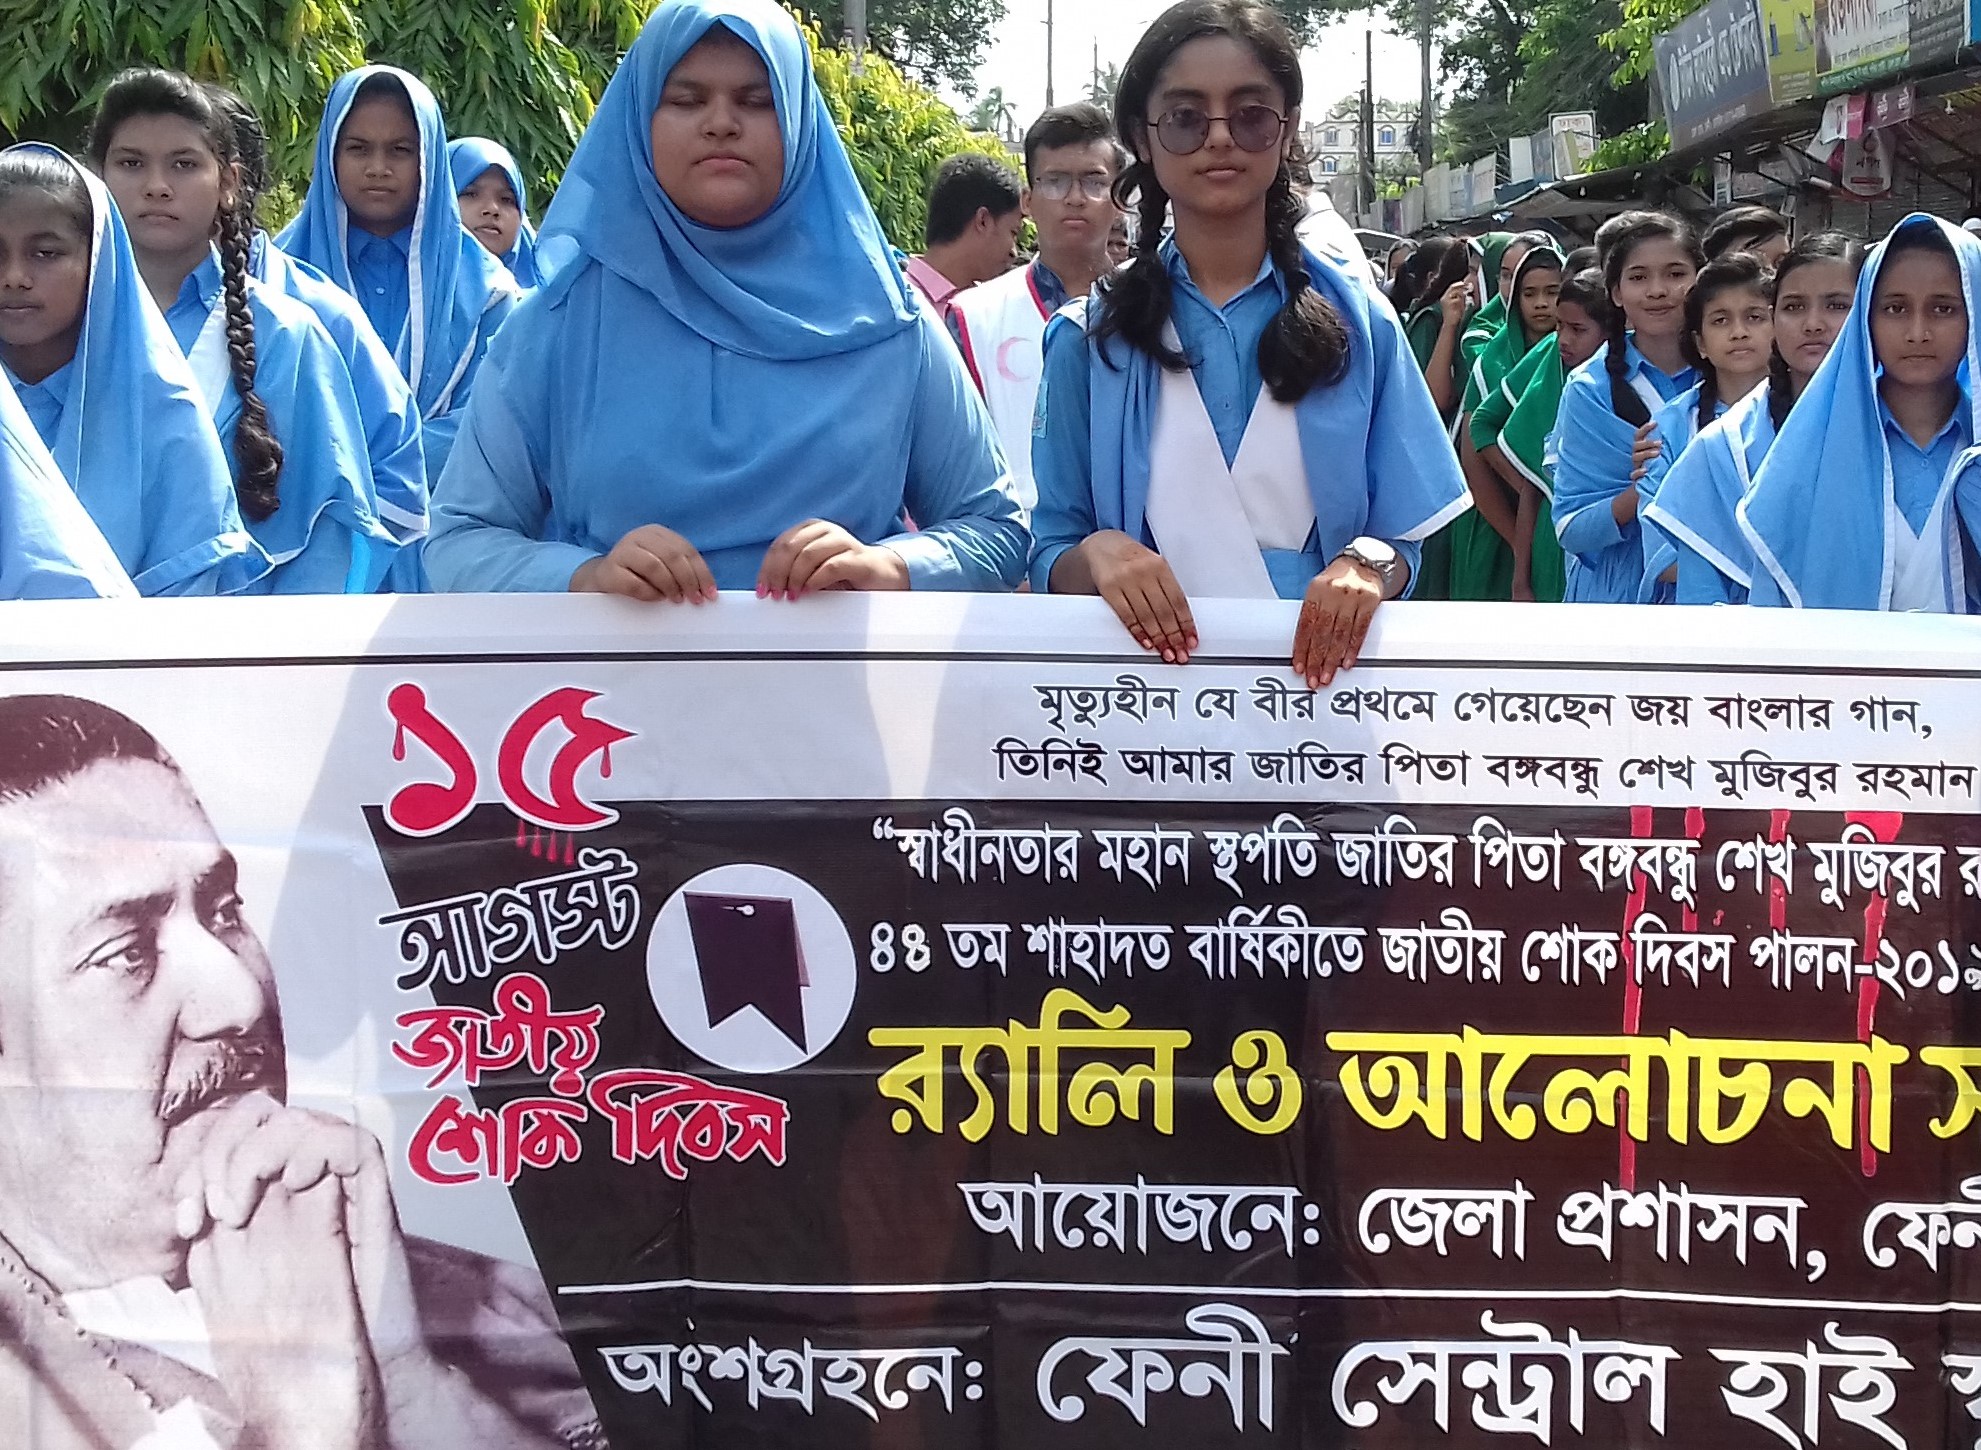 ১৫
আগস্ট
জাতীয়
শোক দিবস
মৃত্যুহীন যে বীর প্রথমে গেয়েছেন জয় বাংলার গান,
তিনিই আমার জাতির পিতা বঙ্গবন্ধু শেখ মুজিবুর রহমান
“স্বাধীনতার মহান স্থপতি জাতির পিতা বঙ্গবন্ধু শেখ মুজিবুর
৪৪ তম শাহাদত বার্ষিকীতে জাতীয় শোক দিবস পালন-২০১৯
র‍্যালি ও আলোচনা
আয়োজনে: জেলা প্রশাসন, ফেনী
অংশগ্রহনে: ফেনী সেন্ট্রাল হাই